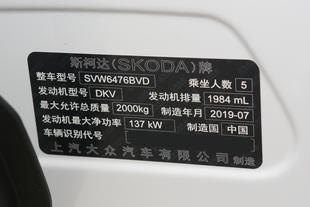 斯柯达(SKODA)牌
整车型号 SVW6476BVD 乘坐人数 5
发动机型号 DKV 发动机排量 1984 mL
最大允许总质量 2000kg 制造年月 2019-07
发动机最大净功率 137 kW 制造国 中国
车辆识别代号
上汽大众汽车有限公司 制造